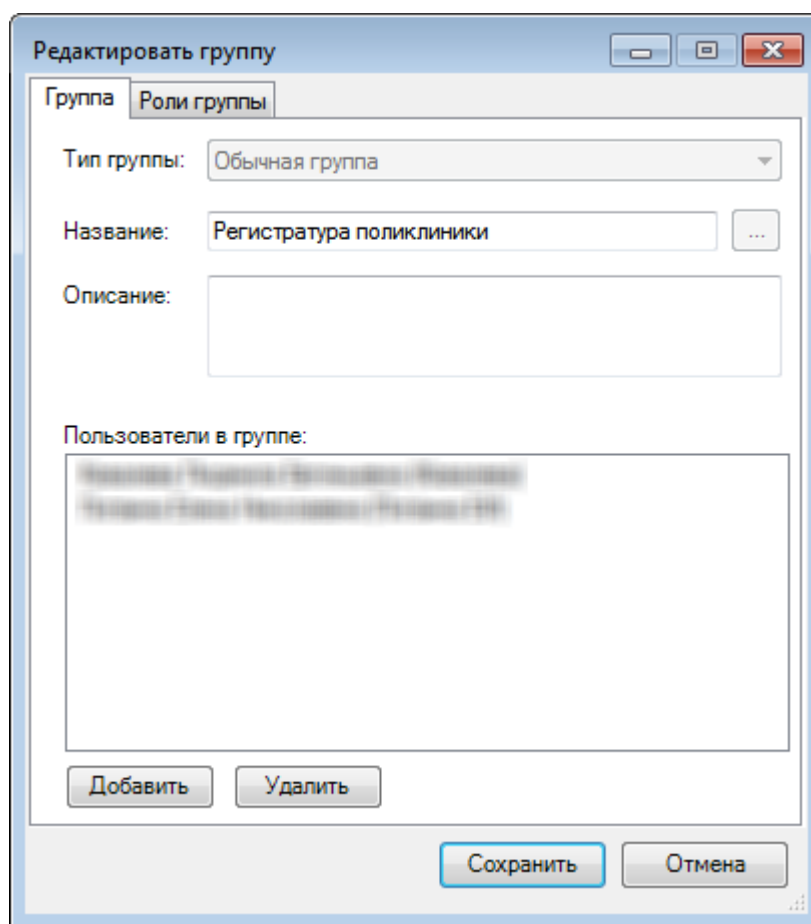 Редактировать группу
Группа Роли группы
Тип группы: Обычная группа
Название: Регистратура поликлиники ...
Описание:
Пользователи в группе:
Добавить Удалить
Сохранить Отмена